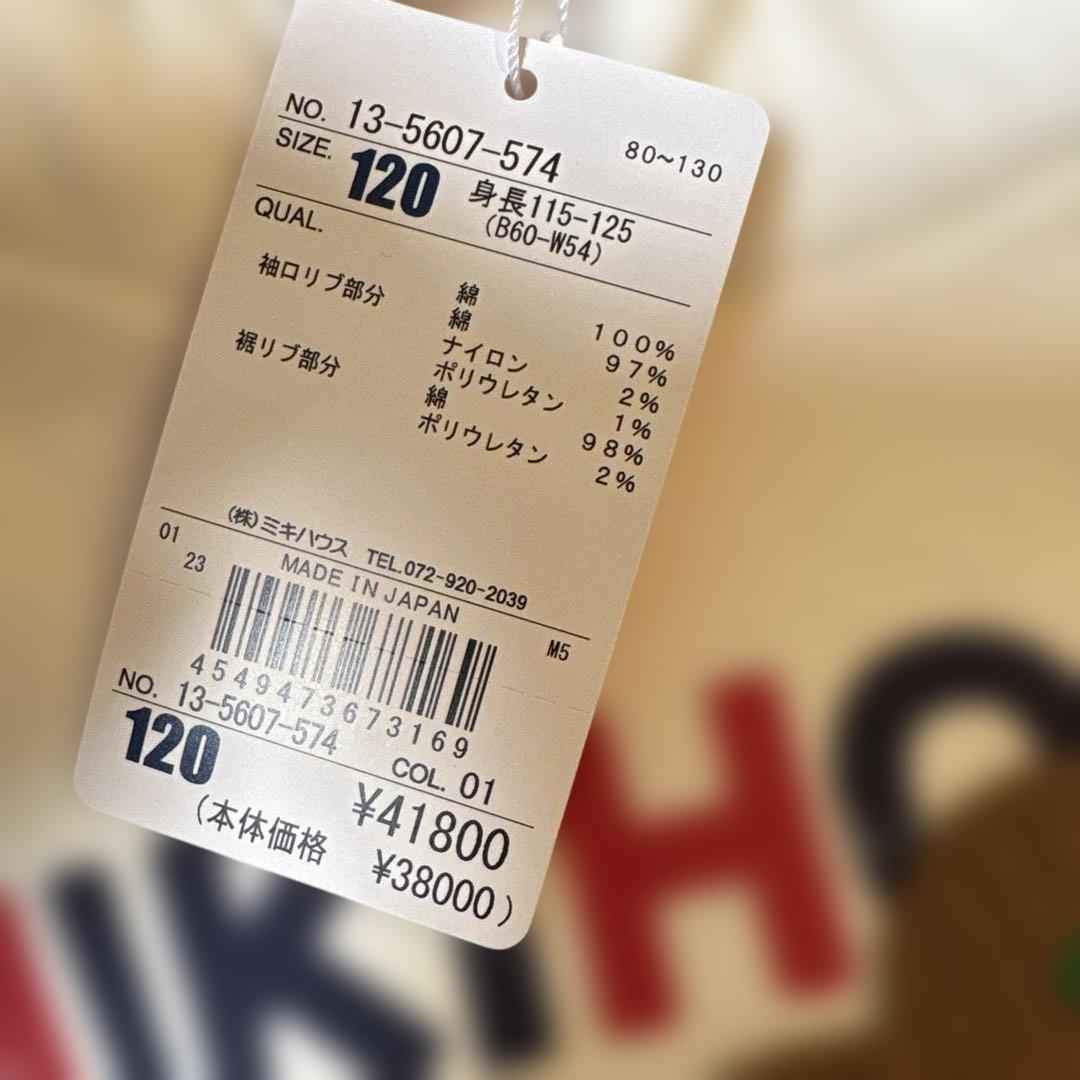 NO. 13-5607-574 80~130
SIZE. 120 身長115-125
(B60-W54)
QUAL.
綿 100%
袖口リブ部分 綿 97%
ナイロン 2%
ポリウレタン 1%
裾リブ部分 綿 98%
ポリウレタン 2%
(株)ミキハウス TEL.072-920-2039
01 MADE IN JAPAN
23 M5
4549473673169
NO. 13-5607-574
120 COL. 01
¥41800
(本体価格 ¥38000)
IKIHO